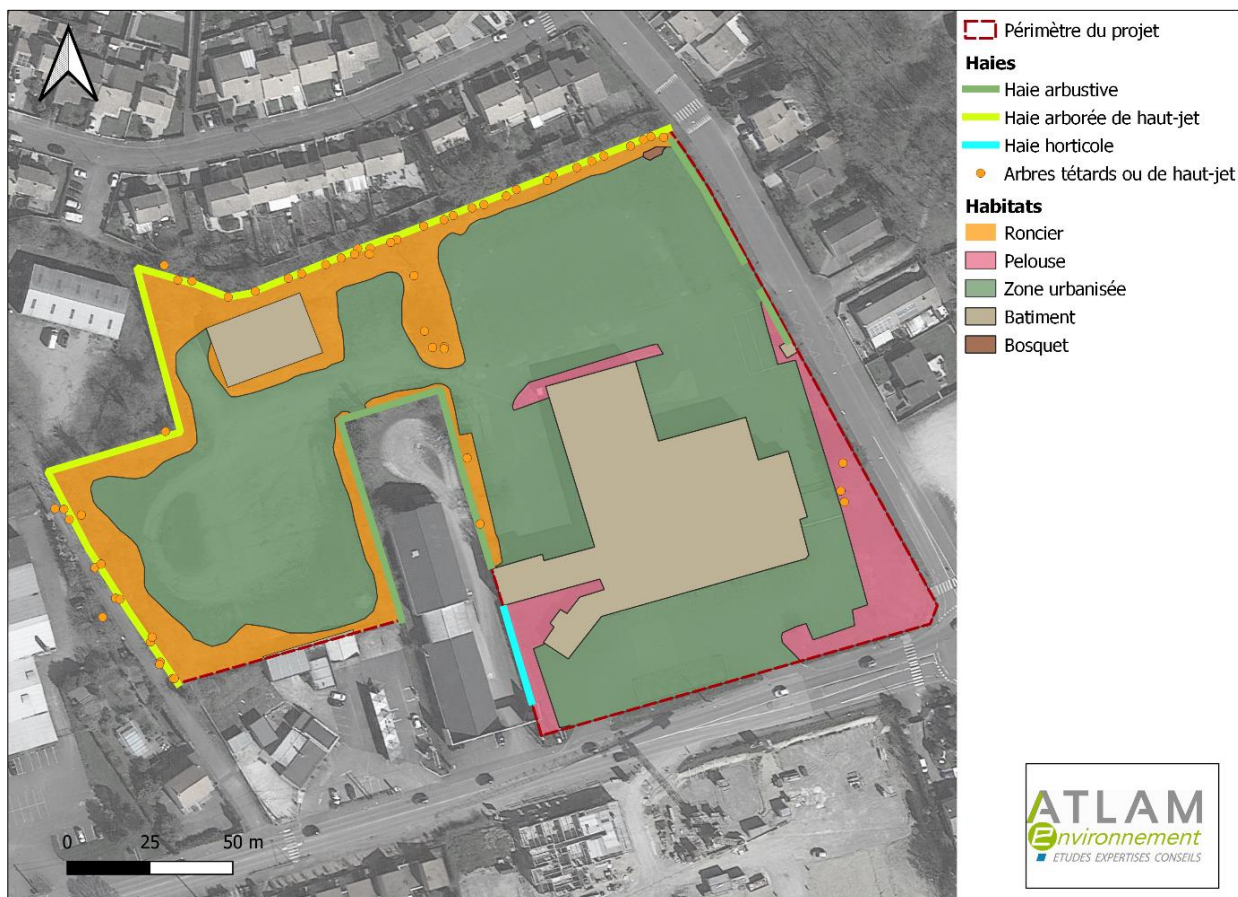 Périmètre du projet
Haies
Haie arbustive
Haie arborée de haut-jet
Haie horticole
Arbres tétards ou de haut-jet
Habitats
Roncier
Pelouse
Zone urbanisée
Batiment
Bosquet
0 25 50 m
ATLAM
environnement
ETUDES EXPERTISES CONSEILS